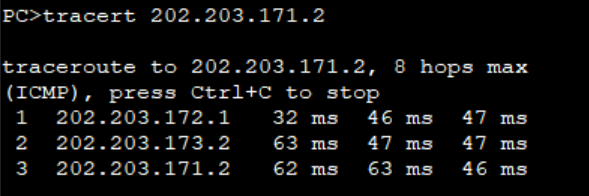 PC>tracert 202.203.171.2
traceroute to 202.203.171.2, 8 hops max
(ICMP), press Ctrl+C to stop
1 202.203.172.1 32 ms 46 ms 47 ms
2 202.203.173.2 63 ms 47 ms 47 ms
3 202.203.171.2 62 ms 63 ms 46 ms